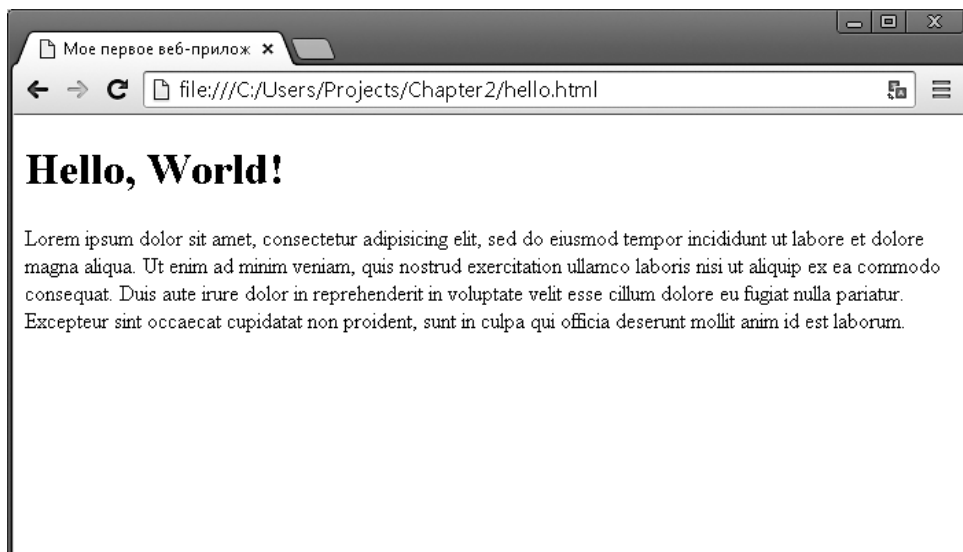 Мое первое веб-прилож
file:///C:/Users/Projects/Chapter2/hello.html
Hello, World!
Lorem ipsum dolor sit amet, consectetur adipisicing elit, sed do eiusmod tempor incididunt ut labore et dolore
magna aliqua. Ut enim ad minim veniam, quis nostrud exercitation ullamco laboris nisi ut aliquip ex ea commodo
consequat. Duis aute irure dolor in reprehenderit in voluptate velit esse cillum dolore eu fugiat nulla pariatur.
Excepteur sint occaecat cupidatat non proident, sunt in culpa qui officia deserunt mollit anim id est laborum.